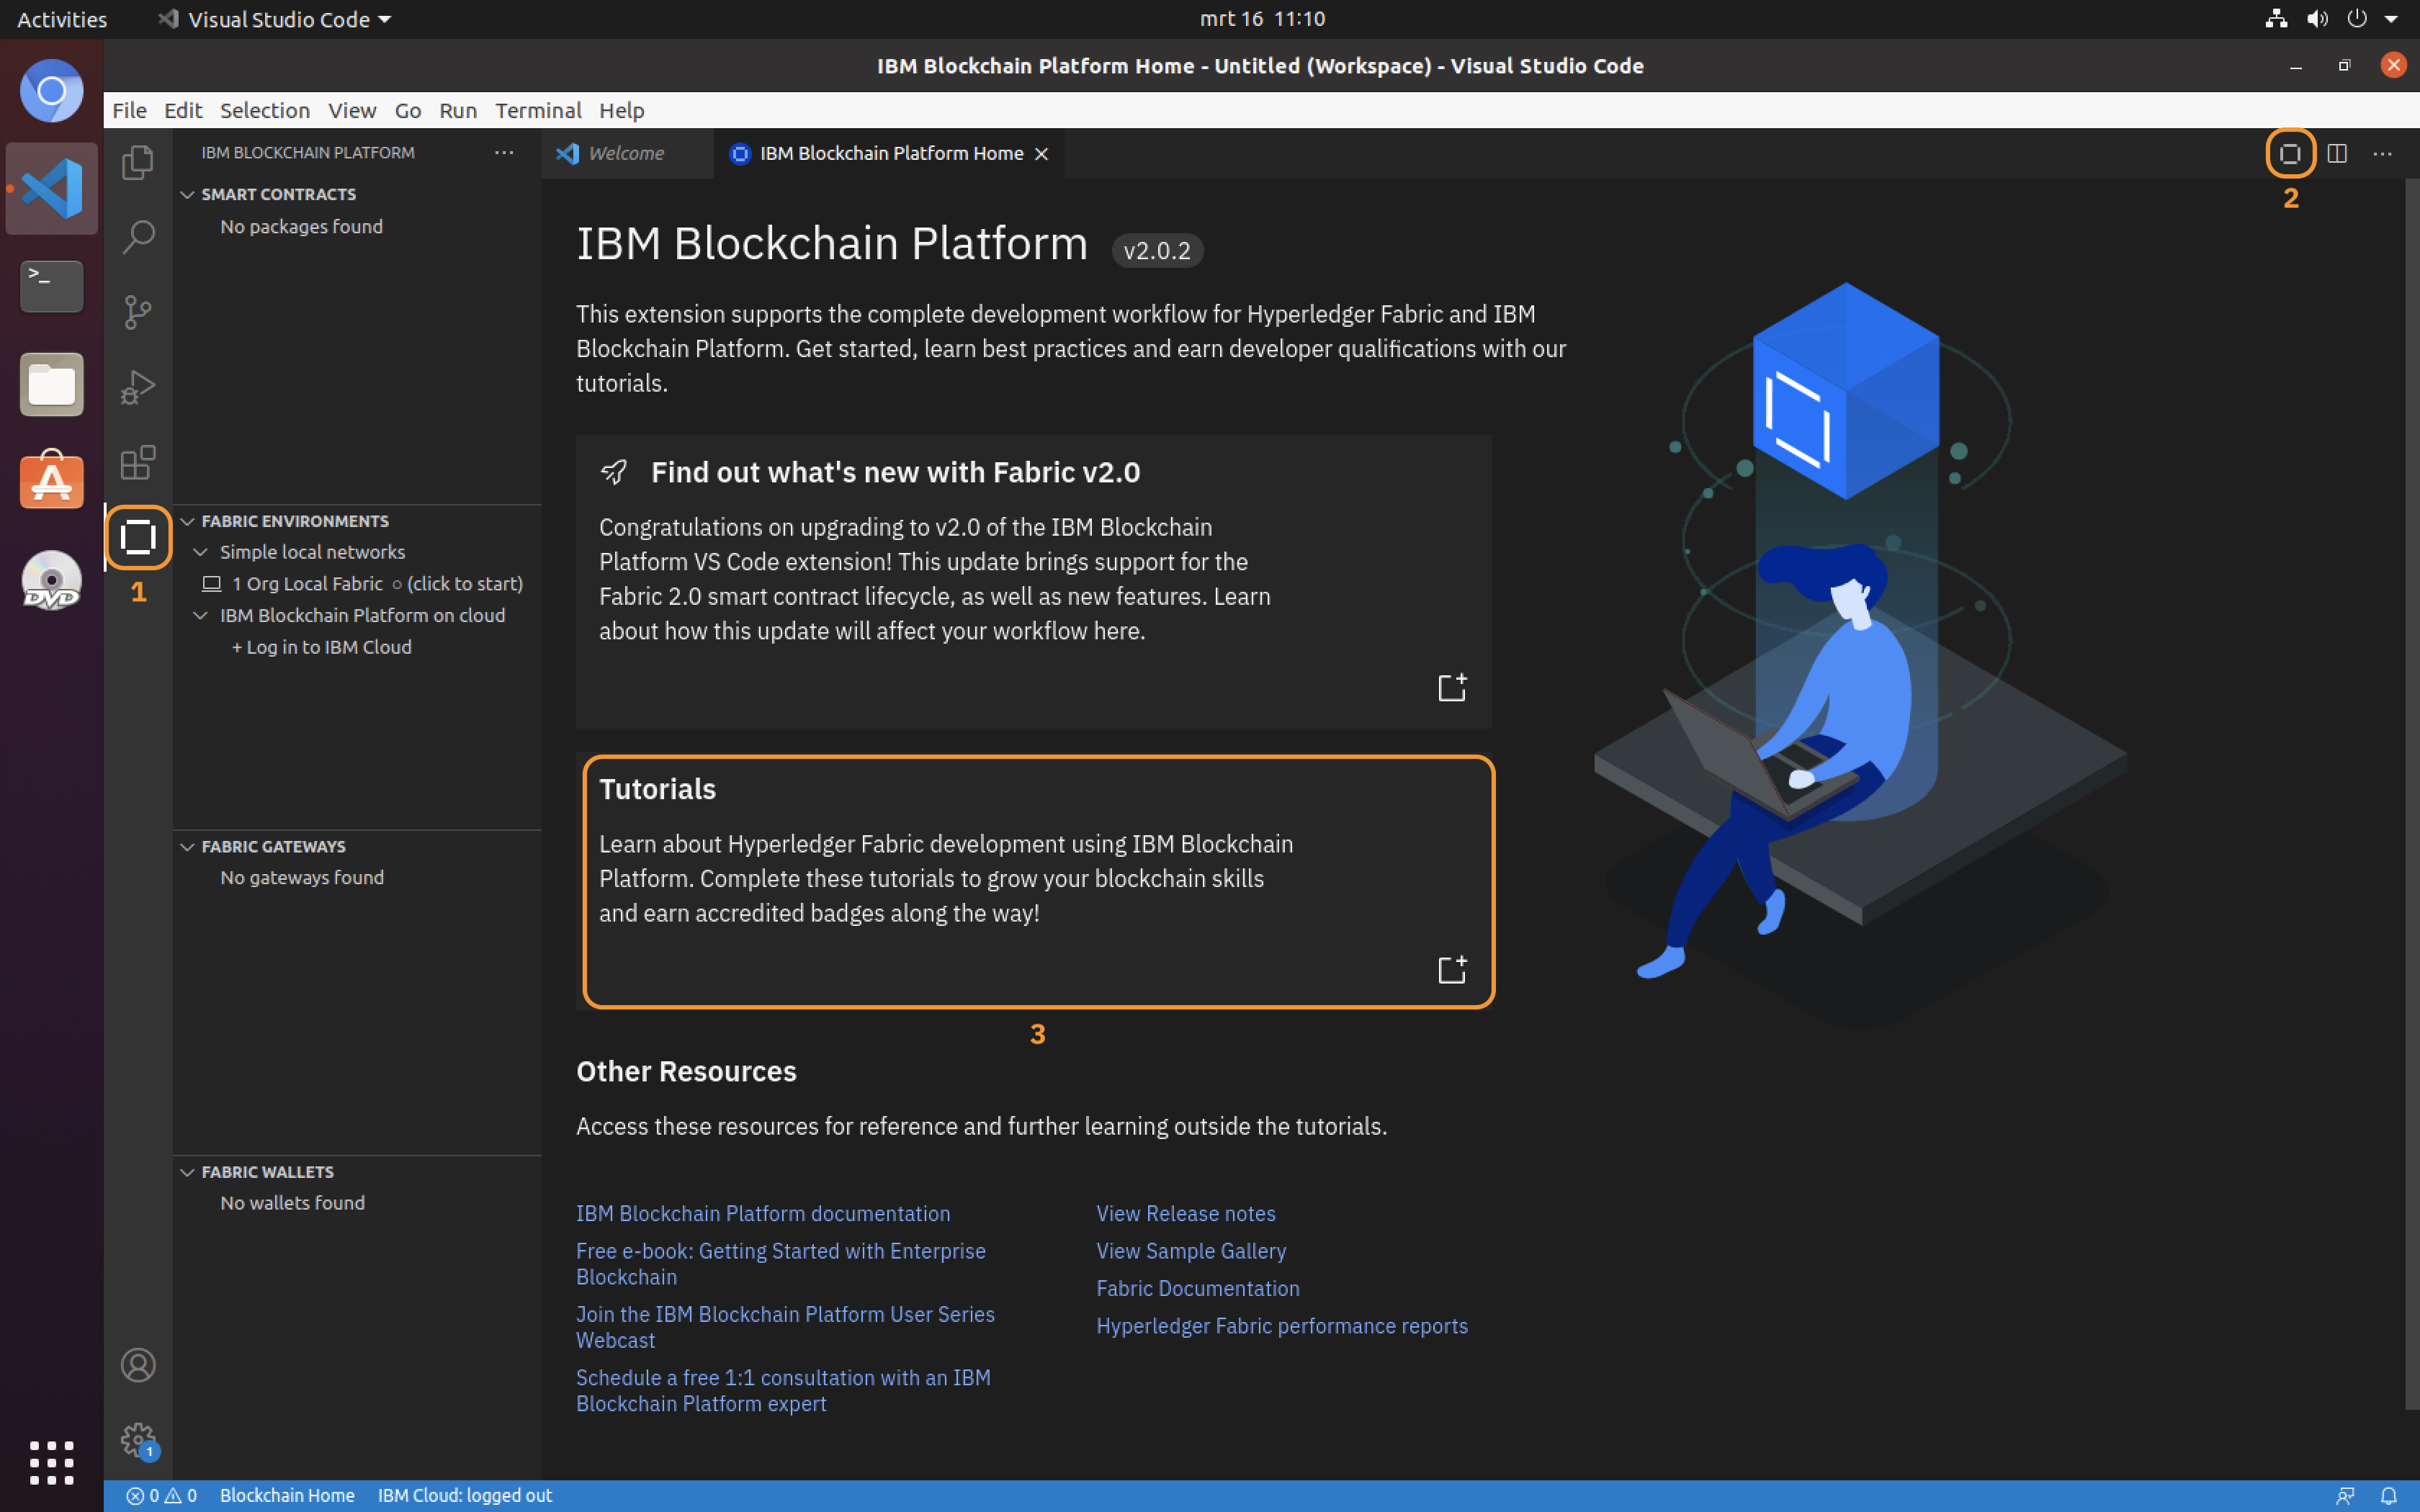 Activities
Visual Studio Code
mrt 16 11:10
IBM Blockchain Platform Home - Untitled (Workspace) - Visual Studio Code
File Edit Selection View Go Run Terminal Help
IBM BLOCKCHAIN PLATFORM
Welcome
IBM Blockchain Platform Home
2
SMART CONTRACTS
No packages found
FABRIC ENVIRONMENTS
Simple local networks
1 Org Local Fabric ○ (click to start)
1
IBM Blockchain Platform on cloud
+ Log in to IBM Cloud
FABRIC GATEWAYS
No gateways found
FABRIC WALLETS
No wallets found
IBM Blockchain Platform v2.0.2
This extension supports the complete development workflow for Hyperledger Fabric and IBM
Blockchain Platform. Get started, learn best practices and earn developer qualifications with our
tutorials.
Find out what's new with Fabric v2.0
Congratulations on upgrading to v2.0 of the IBM Blockchain
Platform VS Code extension! This update brings support for the
Fabric 2.0 smart contract lifecycle, as well as new features. Learn
about how this update will affect your workflow here.
Tutorials
Learn about Hyperledger Fabric development using IBM Blockchain
Platform. Complete these tutorials to grow your blockchain skills
and earn accredited badges along the way!
3
Other Resources
Access these resources for reference and further learning outside the tutorials.
IBM Blockchain Platform documentation
Free e-book: Getting Started with Enterprise
Blockchain
Join the IBM Blockchain Platform User Series
Webcast
Schedule a free 1:1 consultation with an IBM
Blockchain Platform expert
View Release notes
View Sample Gallery
Fabric Documentation
Hyperledger Fabric performance reports
>_
DVD
1
0 0 Blockchain Home IBM Cloud: logged out